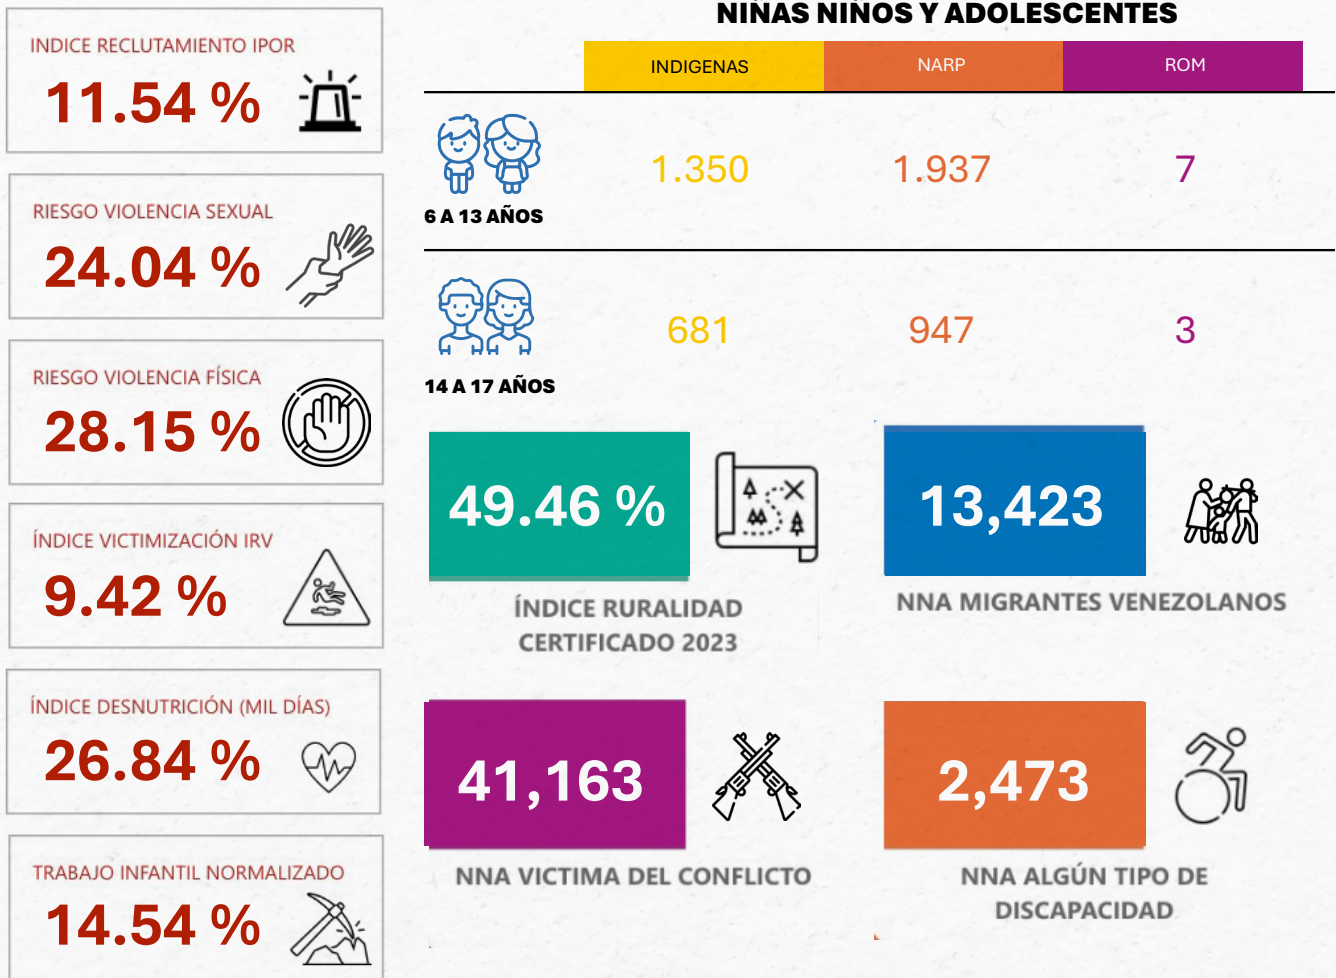 INDICE RECLUTAMIENTO IPOR
11.54 %
RIESGO VIOLENCIA SEXUAL
24.04 %
RIESGO VIOLENCIA FÍSICA
28.15 %
ÍNDICE VICTIMIZACIÓN IRV
9.42 %
ÍNDICE DESNUTRICIÓN (MIL DÍAS)
26.84 %
TRABAJO INFANTIL NORMALIZADO
14.54 %
NIÑAS NIÑOS Y ADOLESCENTES
INDIGENAS NARP ROM
1.350 1.937 7
6 A 13 AÑOS
681 947 3
14 A 17 AÑOS
49.46 %
ÍNDICE RURALIDAD
CERTIFICADO 2023
13,423
NNA MIGRANTES VENEZOLANOS
41,163
NNA VICTIMA DEL CONFLICTO
2,473
NNA ALGÚN TIPO DE
DISCAPACIDAD